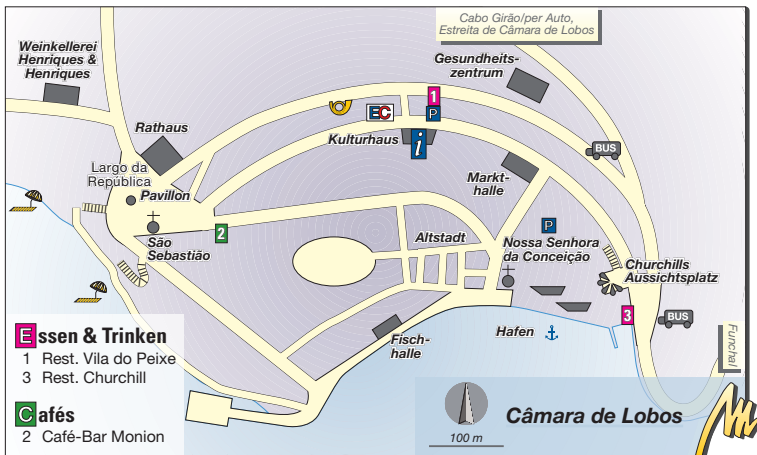 Cabo Girão/per Auto,
Estreita de Câmara de Lobos
Weinkellerei
Henriques &
Henriques
Gesundheits-
zentrum
1
EC
P
Rathaus
Kulturhaus
i
BUS
Largo da
República
Pavillon
Markt-
halle
2
São
Sebastião
Altstadt
P
Nossa Senhora
da Conceição
Churchills
Aussichtsplatz
3
BUS
Hafen
Fisch-
halle
Funchal
Essen & Trinken
1 Rest. Vila do Peixe
3 Rest. Churchill
Cafés
2 Café-Bar Monion
100 m
Câmara de Lobos